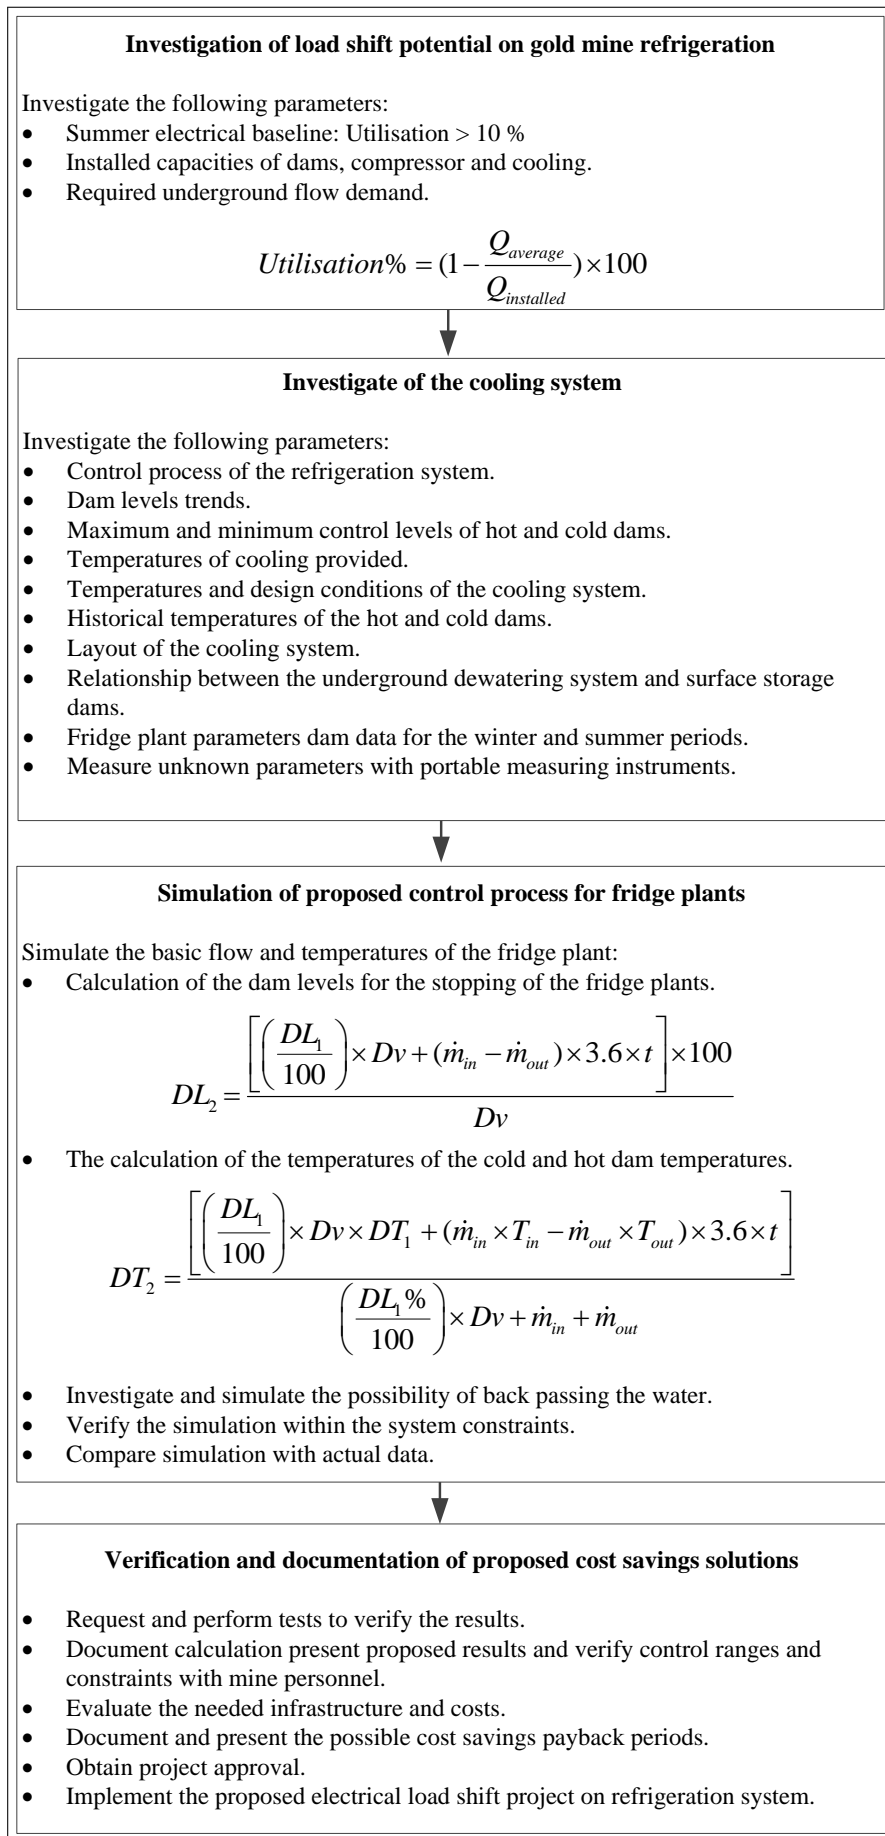 Investigation of load shift potential on gold mine refrigeration
Investigate the following parameters:
• Summer electrical baseline: Utilisation > 10 %
• Installed capacities of dams, compressor and cooling.
• Required underground flow demand.
Utilisation% = (1 − Q_average / Q_installed) × 100
Investigate of the cooling system
Investigate the following parameters:
• Control process of the refrigeration system.
• Dam levels trends.
• Maximum and minimum control levels of hot and cold dams.
• Temperatures of cooling provided.
• Temperatures and design conditions of the cooling system.
• Historical temperatures of the hot and cold dams.
• Layout of the cooling system.
• Relationship between the underground dewatering system and surface storage
dams.
• Fridge plant parameters dam data for the winter and summer periods.
• Measure unknown parameters with portable measuring instruments.
Simulation of proposed control process for fridge plants
Simulate the basic flow and temperatures of the fridge plant:
• Calculation of the dam levels for the stopping of the fridge plants.
DL₂ = [(DL₁ / 100) × Dv + (ṁ_in − ṁ_out) × 3.6 × t] × 100 / Dv
• The calculation of the temperatures of the cold and hot dam temperatures.
DT₂ = [(DL₁ / 100) × Dv × DT₁ + (ṁ_in × T_in − ṁ_out × T_out) × 3.6 × t] / (DL₁% / 100) × Dv + ṁ_in + ṁ_out
• Investigate and simulate the possibility of back passing the water.
• Verify the simulation within the system constraints.
• Compare simulation with actual data.
Verification and documentation of proposed cost savings solutions
• Request and perform tests to verify the results.
• Document calculation present proposed results and verify control ranges and
constraints with mine personnel.
• Evaluate the needed infrastructure and costs.
• Document and present the possible cost savings payback periods.
• Obtain project approval.
• Implement the proposed electrical load shift project on refrigeration system.